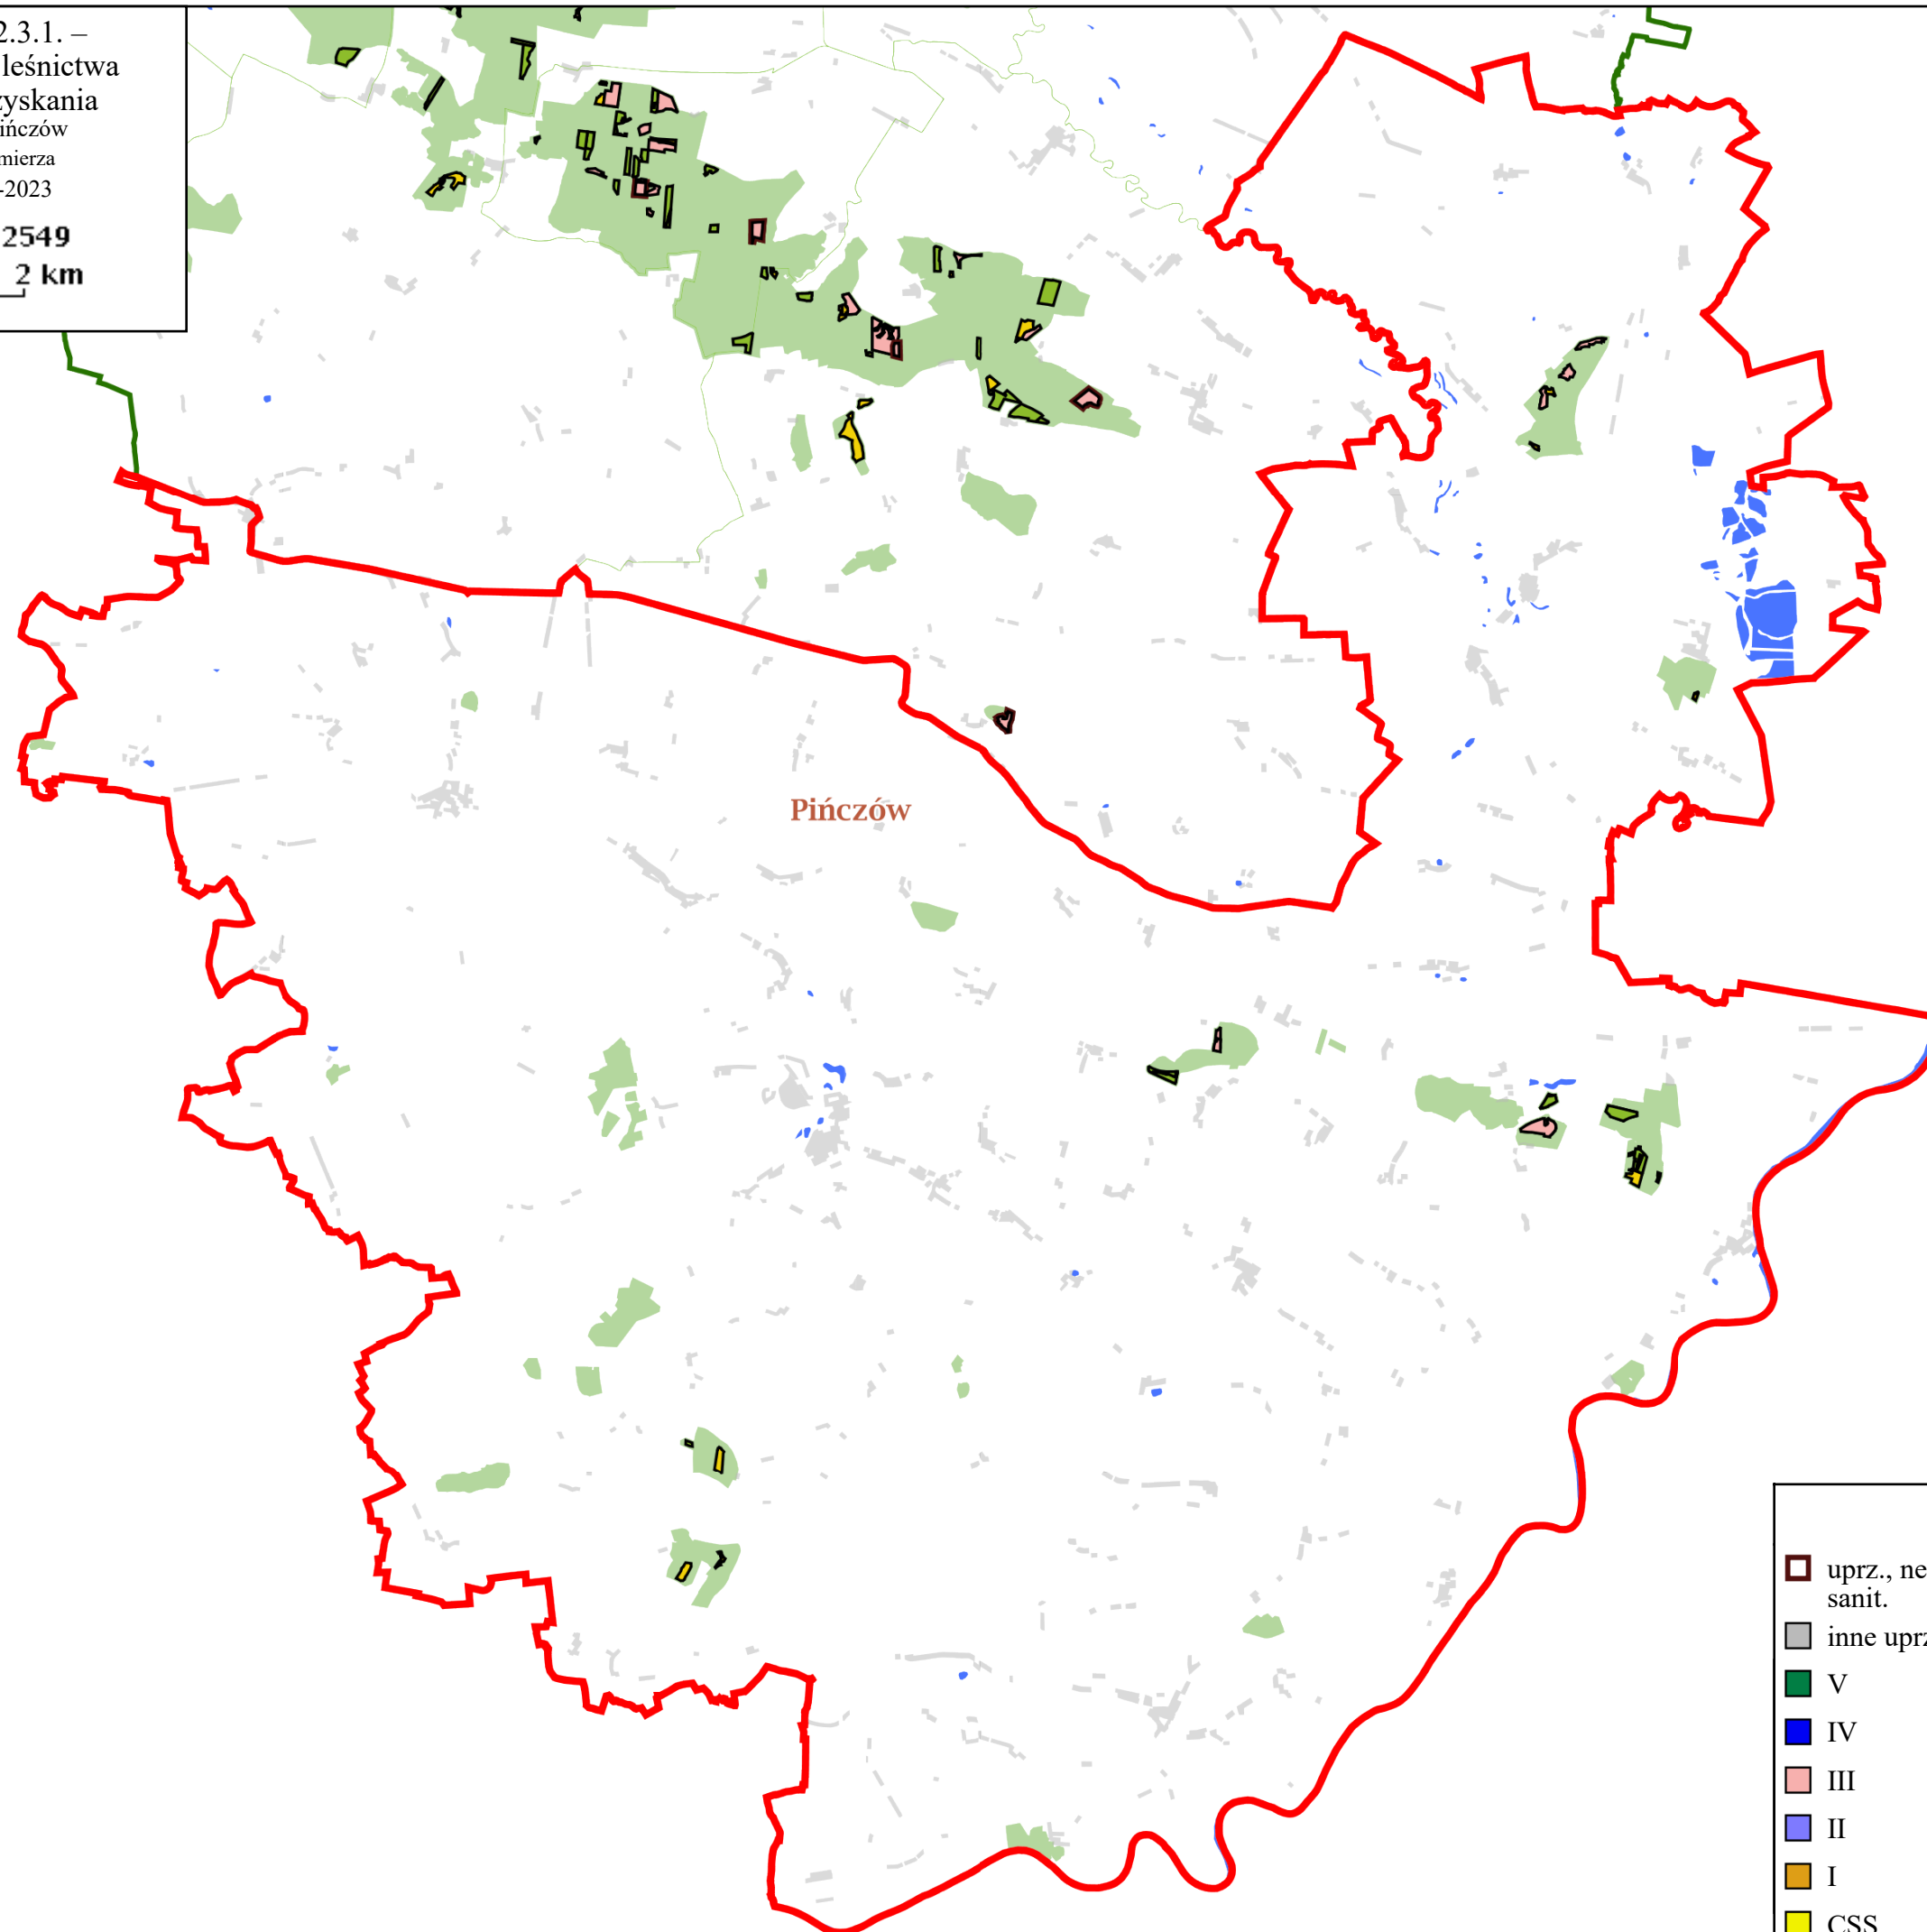 2.3.1. –
leśnictwa
zyskania
ińczów
mierza
-2023
2549
2 km
Pińczów
uprz., ne
sanit.
inne uprz
V
IV
III
II
I
CSS